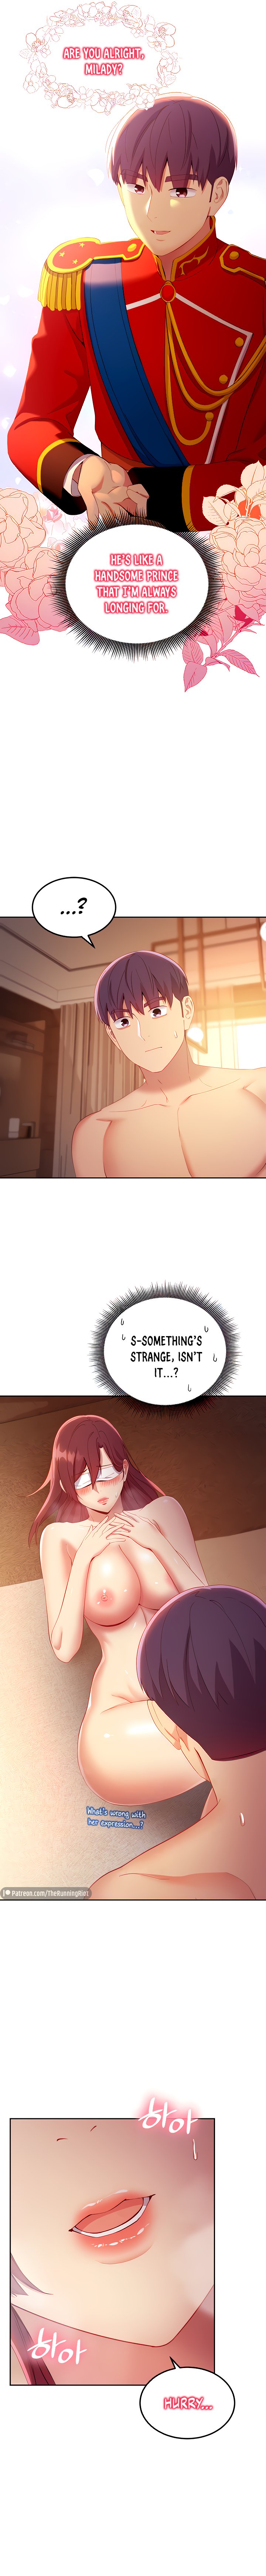 ARE YOU ALRIGHT,
MILADY?
HE'S LIKE A
HANDSOME PRINCE
THAT I'M ALWAYS
LONGING FOR.
...?
S-SOMETHING'S
STRANGE, ISN'T
IT...?
What's wrong with
her expression...?
Patreon.com/TheRunningRiot
하아
하아
HURRY...